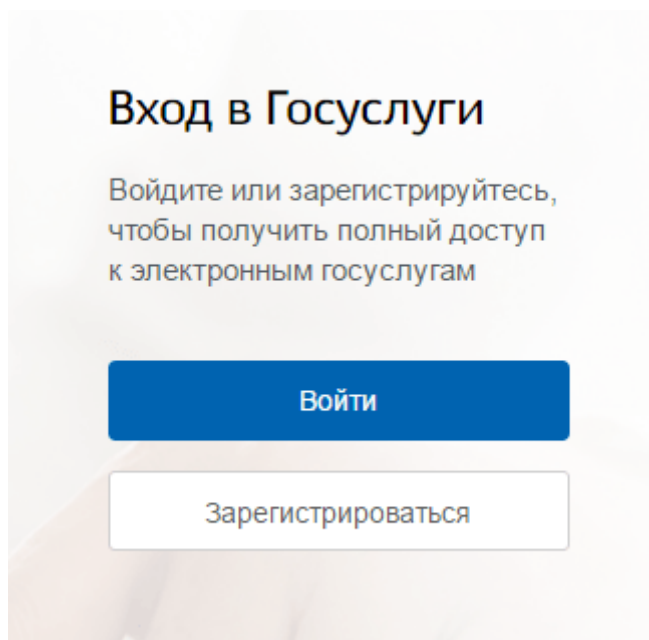 Вход в Госуслуги
Войдите или зарегистрируйтесь,
чтобы получить полный доступ
к электронным госуслугам
Войти
Зарегистрироваться